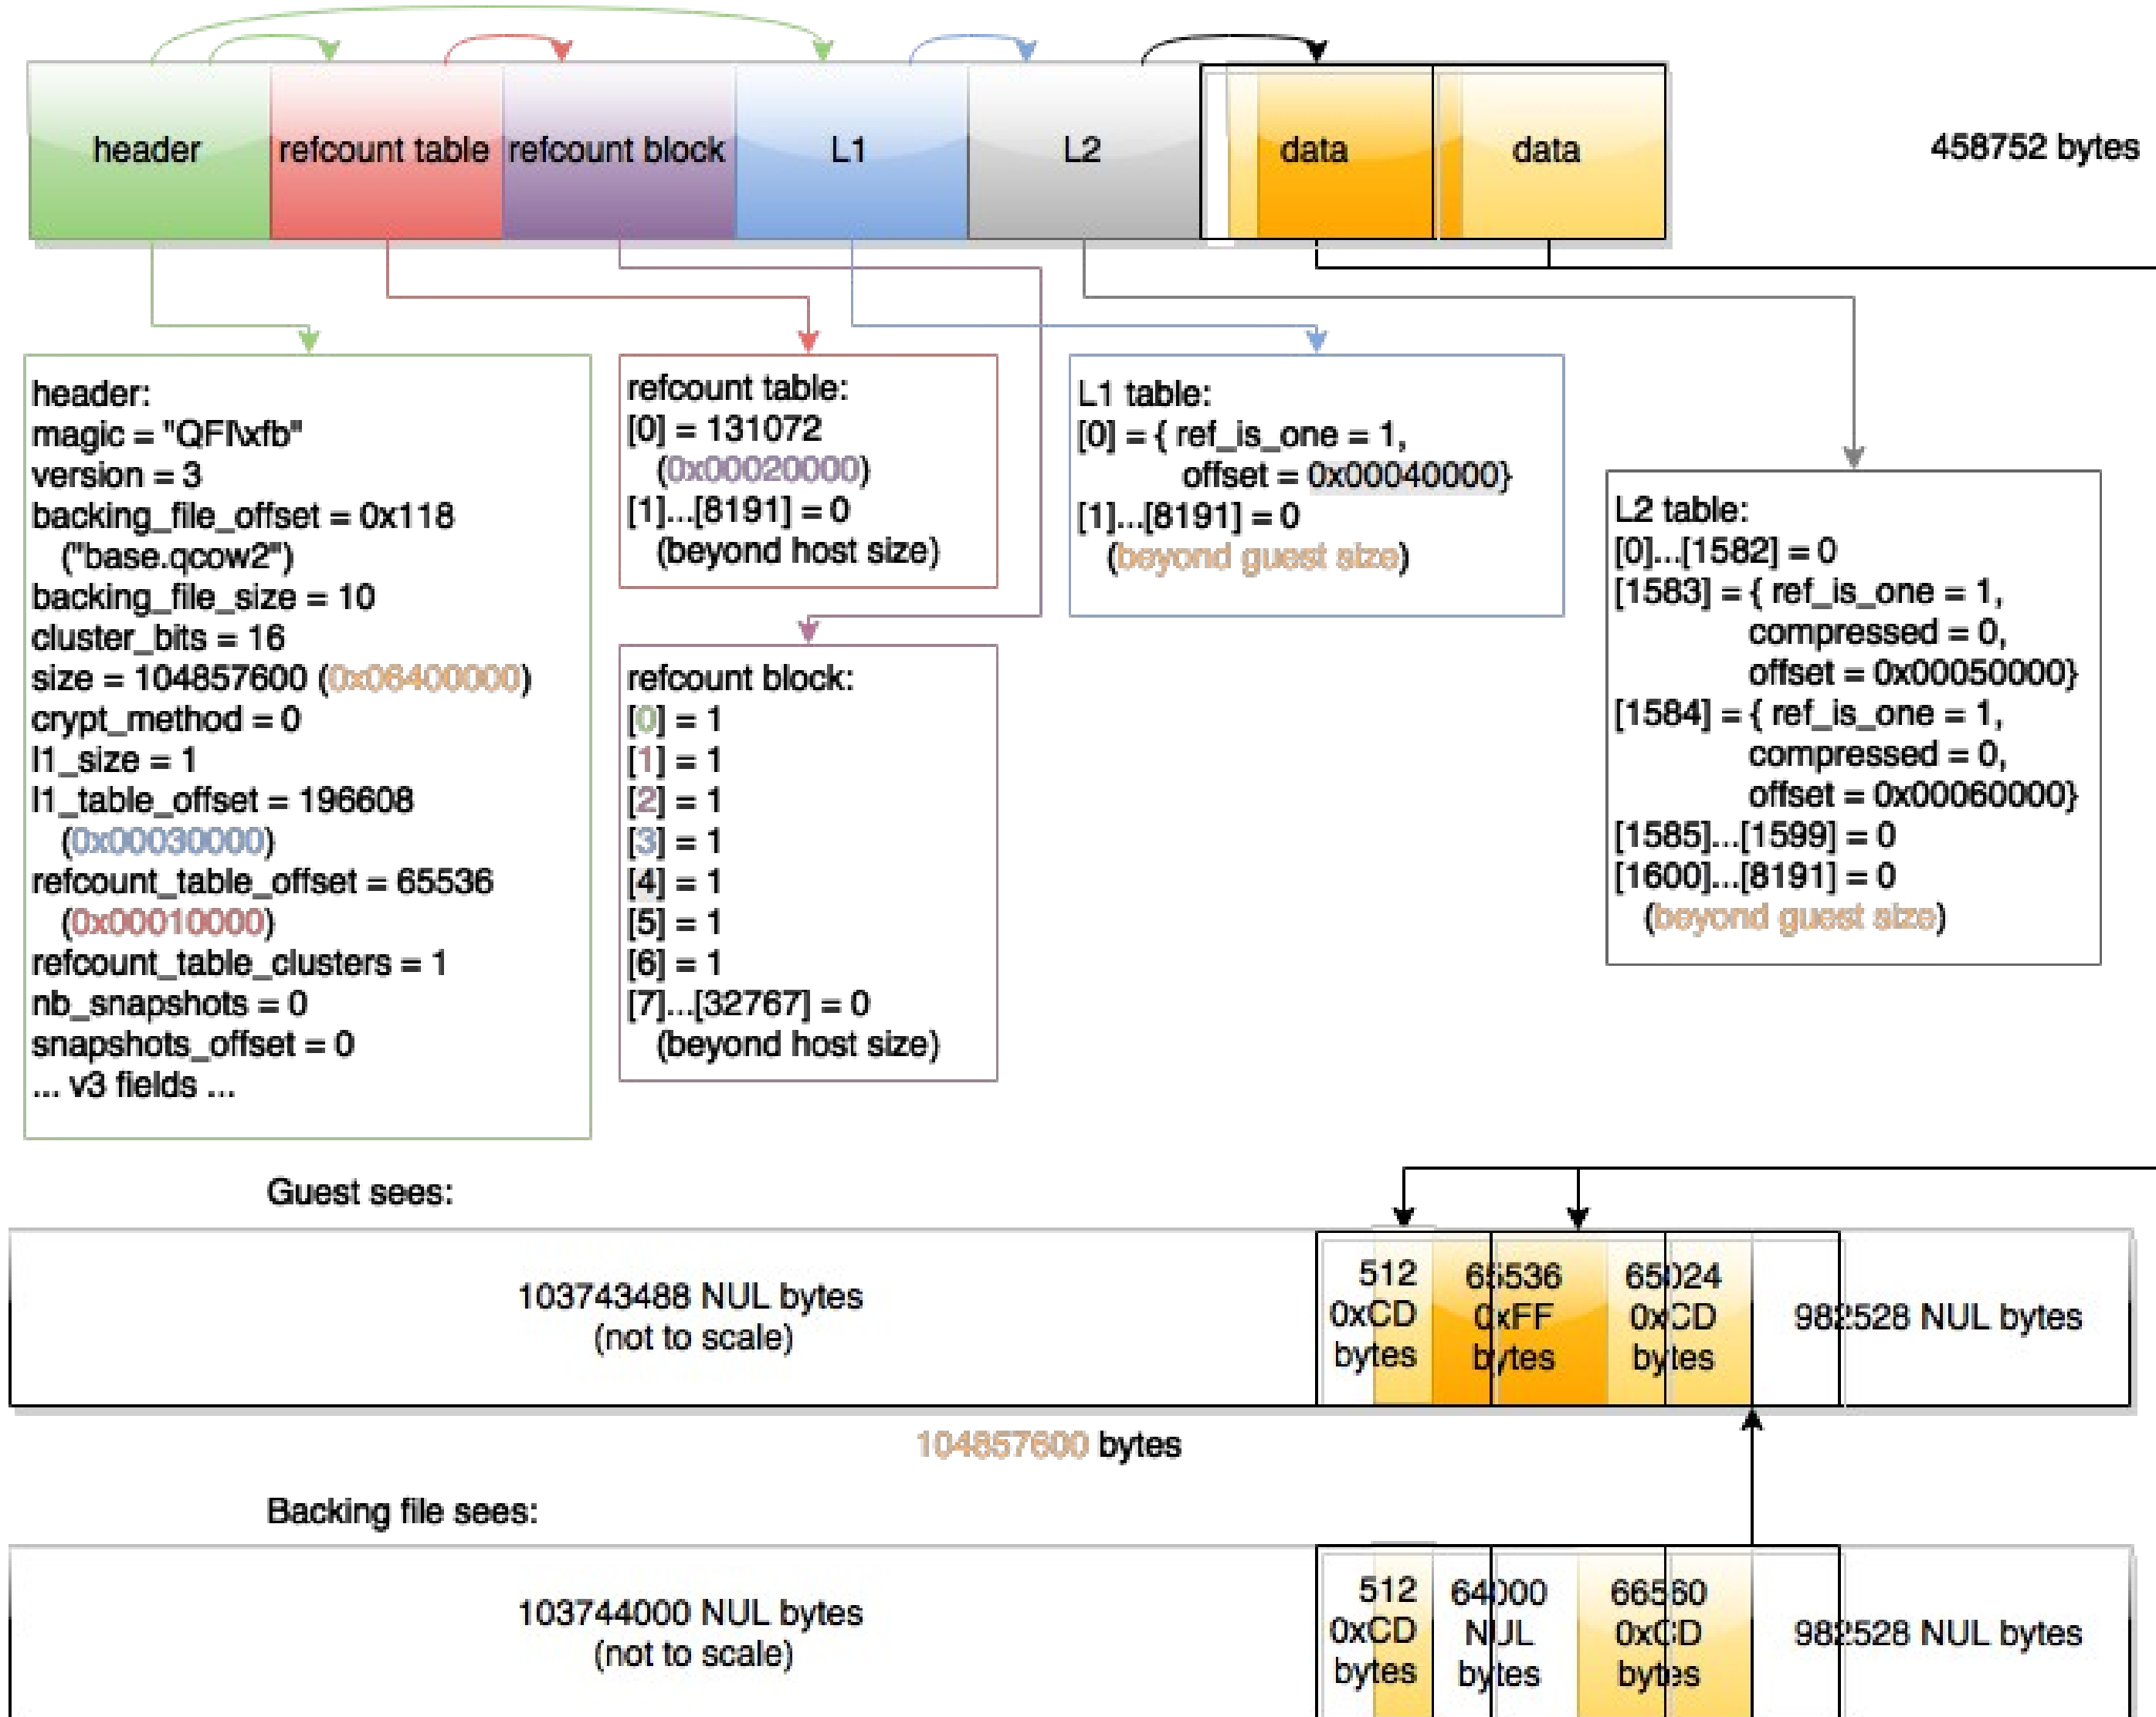 header
refcount table
refcount block
L1
L2
data
data
458752 bytes
header:
magic = "QFI\xfb"
version = 3
backing_file_offset = 0x118
("base.qcow2")
backing_file_size = 10
cluster_bits = 16
size = 104857600 (0x06400000)
crypt_method = 0
l1_size = 1
l1_table_offset = 196608
(0x00030000)
refcount_table_offset = 65536
(0x00010000)
refcount_table_clusters = 1
nb_snapshots = 0
snapshots_offset = 0
... v3 fields ...
refcount table:
[0] = 131072
(0x00020000)
[1]...[8191] = 0
(beyond host size)
refcount block:
[0] = 1
[1] = 1
[2] = 1
[3] = 1
[4] = 1
[5] = 1
[6] = 1
[7]...[32767] = 0
(beyond host size)
L1 table:
[0] = { ref_is_one = 1,
offset = 0x00040000}
[1]...[8191] = 0
(beyond guest size)
L2 table:
[0]...[1582] = 0
[1583] = { ref_is_one = 1,
compressed = 0,
offset = 0x00050000}
[1584] = { ref_is_one = 1,
compressed = 0,
offset = 0x00060000}
[1585]...[1599] = 0
[1600]...[8191] = 0
(beyond guest size)
Guest sees:
103743488 NUL bytes
(not to scale)
512
0xCD
bytes
65536
0xFF
bytes
65024
0xCD
bytes
982528 NUL bytes
104857600 bytes
Backing file sees:
103744000 NUL bytes
(not to scale)
512
0xCD
bytes
64000
NUL
bytes
66560
0xCD
bytes
982528 NUL bytes